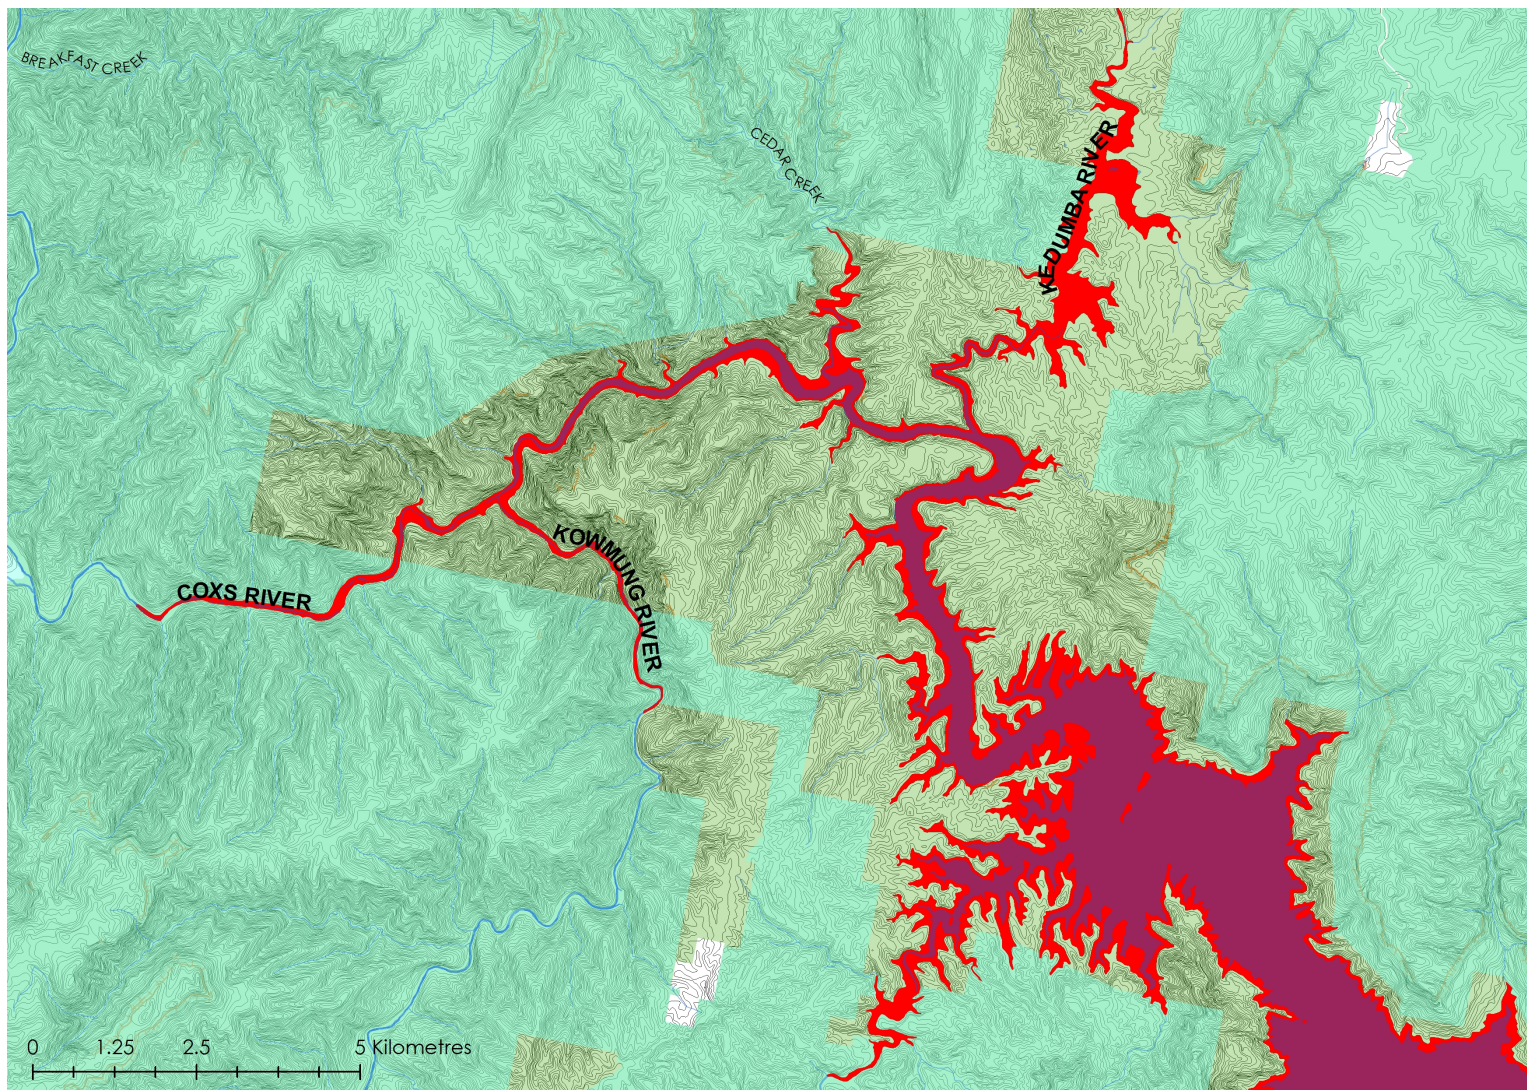 BREAKFAST CREEK
CEDAR CREEK
KEDUMBA RIVER
KOWMUNG RIVER
COXS RIVER
0 1.25 2.5 5 Kilometres